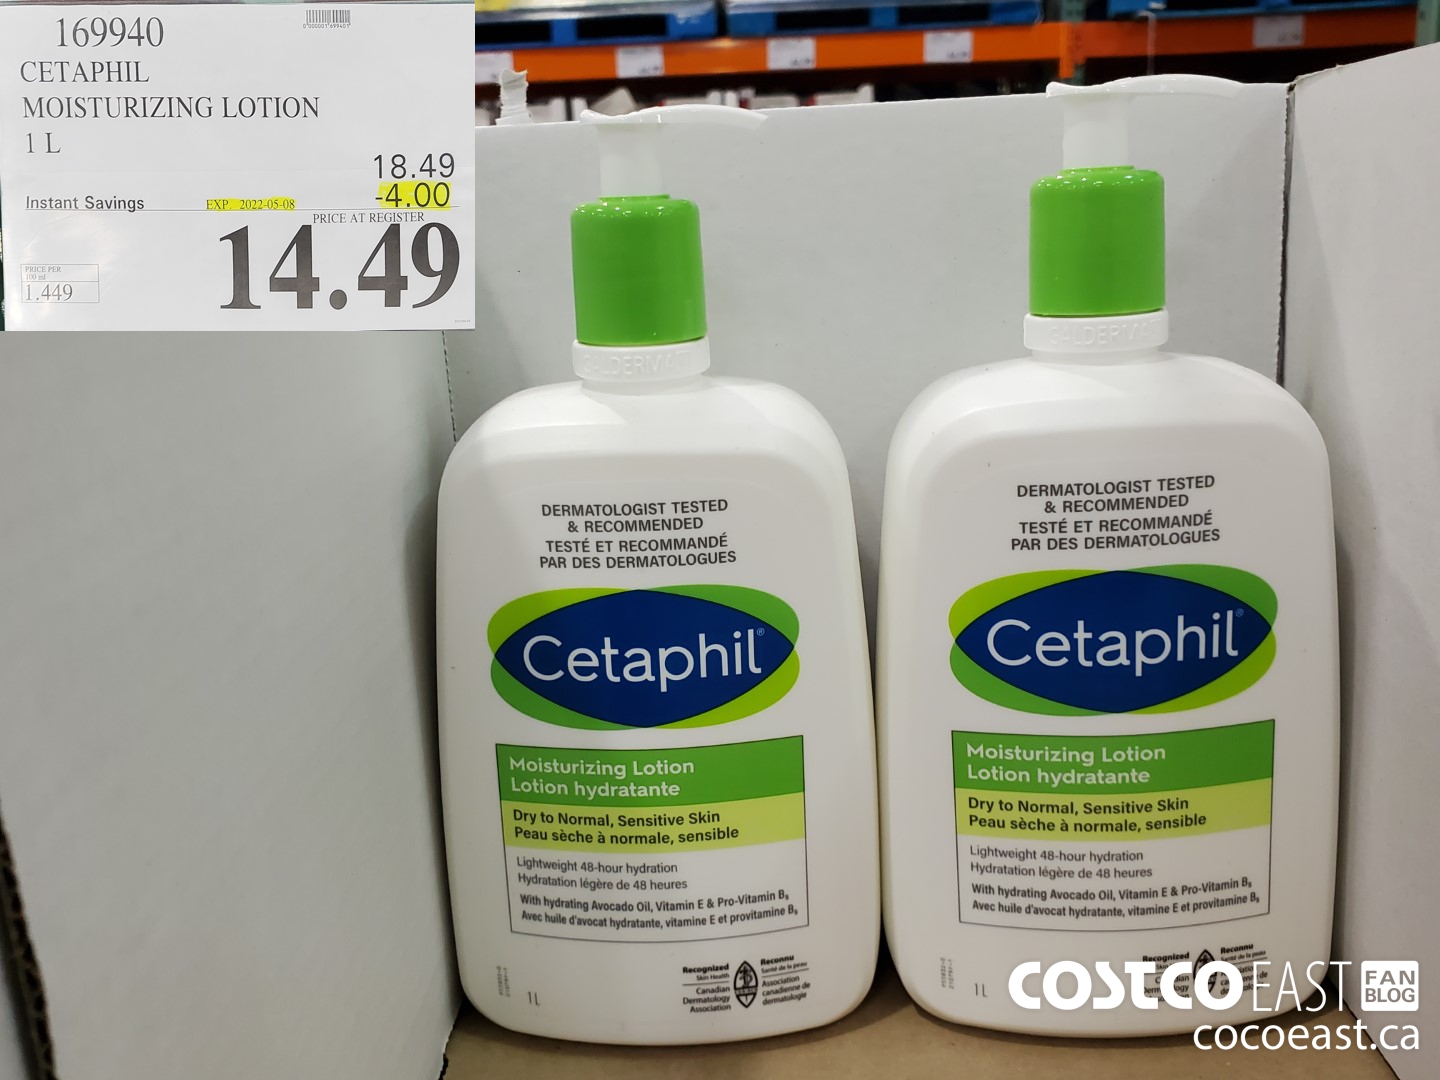 169940
0"000001"699401
CETAPHIL
MOISTURIZING LOTION
1 L
18.49
Instant Savings EXP. 2022-05-08 -4.00
PRICE AT REGISTER
14.49
PRICE PER
100 ml
1.449
GALDERMA
DERMATOLOGIST TESTED
& RECOMMENDED
TESTÉ ET RECOMMANDÉ
PAR DES DERMATOLOGUES
Cetaphil®
Moisturizing Lotion
Lotion hydratante
Dry to Normal, Sensitive Skin
Peau sèche à normale, sensible
Lightweight 48-hour hydration
Hydratation légère de 48 heures
With hydrating Avocado Oil, Vitamin E & Pro-Vitamin B5
Avec huile d'avocat hydratante, vitamine E et provitamine B5
Recognized
Skin Health
Canadian
Dermatology
Association
Reconnu
Santé de la peau
Association
canadienne de
dermatologie
1L
GALDERMA
DERMATOLOGIST TESTED
& RECOMMENDED
TESTÉ ET RECOMMANDÉ
PAR DES DERMATOLOGUES
Cetaphil®
Moisturizing Lotion
Lotion hydratante
Dry to Normal, Sensitive Skin
Peau sèche à normale, sensible
Lightweight 48-hour hydration
Hydratation légère de 48 heures
With hydrating Avocado Oil, Vitamin E & Pro-Vitamin B5
Avec huile d'avocat hydratante, vitamine E et provitamine B5
Recognized
Reconnu
1L
COSTCO EAST FAN BLOG
cocoeast.ca